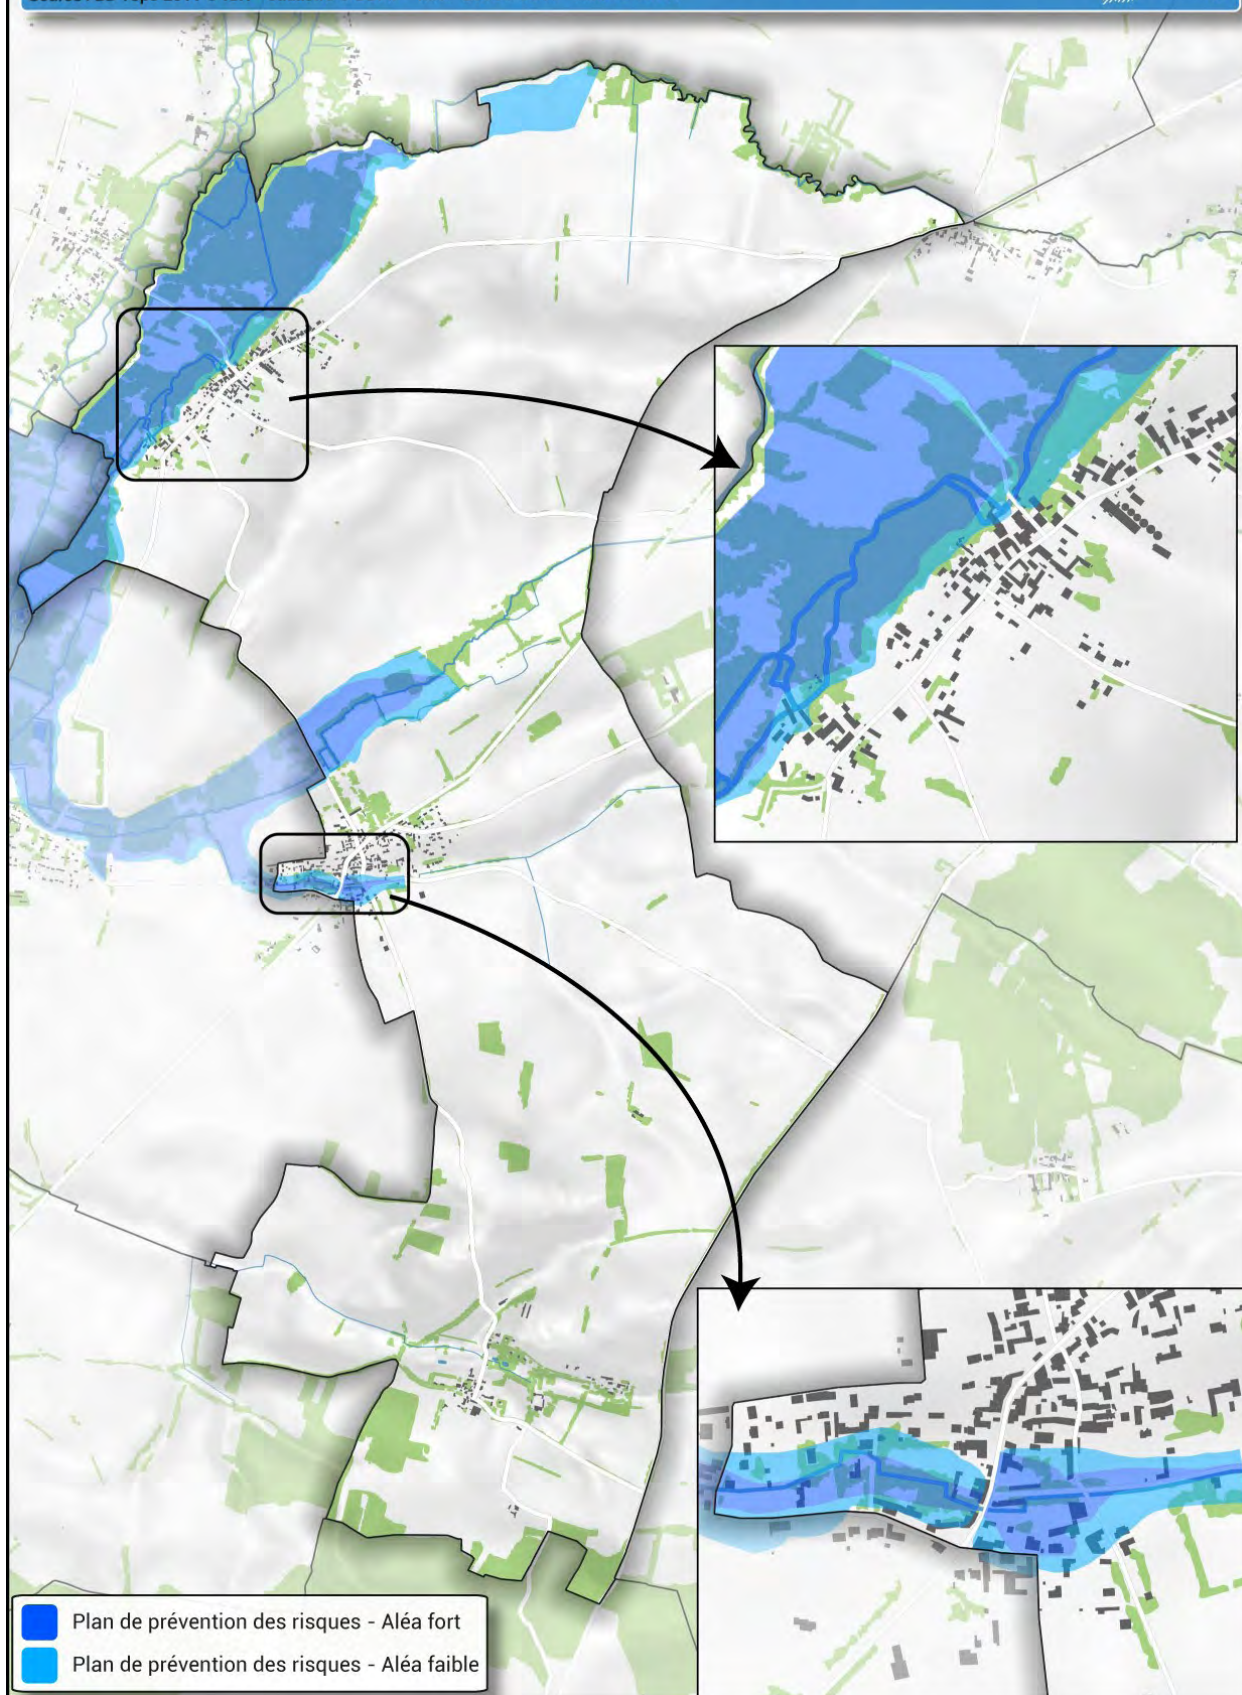 Plan de prévention des risques - Aléa fort
Plan de prévention des risques - Aléa faible